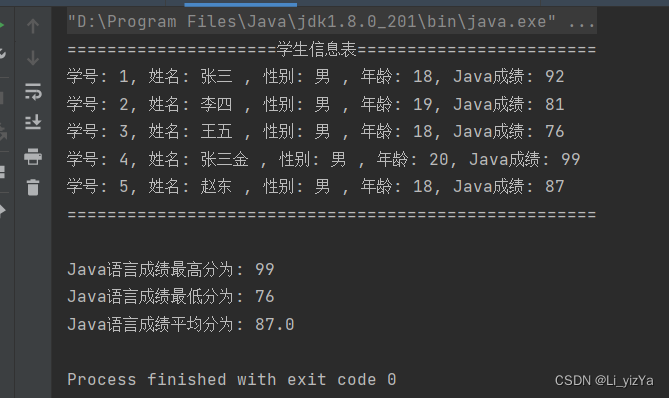 "D:\Program Files\Java\jdk1.8.0_201\bin\java.exe" ...
=====================学生信息表========================
学号: 1, 姓名: 张三 , 性别: 男 , 年龄: 18, Java成绩: 92
学号: 2, 姓名: 李四 , 性别: 男 , 年龄: 19, Java成绩: 81
学号: 3, 姓名: 王五 , 性别: 男 , 年龄: 18, Java成绩: 76
学号: 4, 姓名: 张三金 , 性别: 男 , 年龄: 20, Java成绩: 99
学号: 5, 姓名: 赵东 , 性别: 男 , 年龄: 18, Java成绩: 87
=====================================================
Java语言成绩最高分为: 99
Java语言成绩最低分为: 76
Java语言成绩平均分为: 87.0
Process finished with exit code 0
CSDN @Li_yizYa